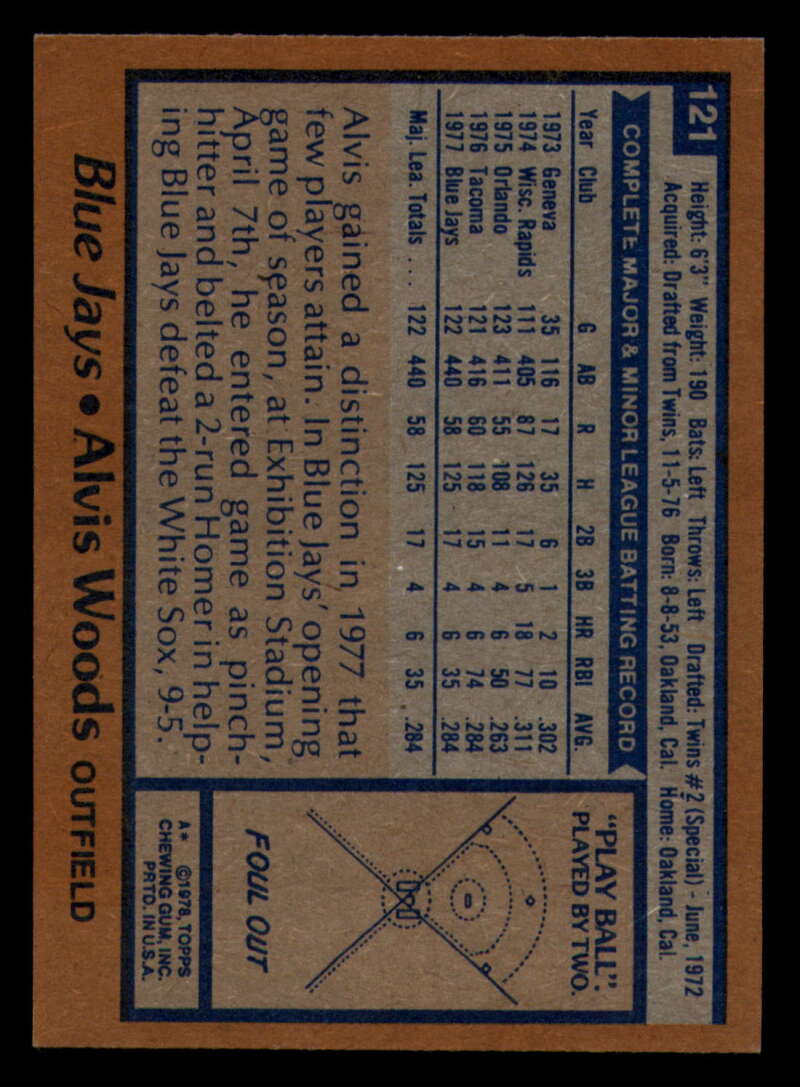 121
Height: 6'3" Weight: 190 Bats: Left Throws: Left Drafted: Twins #2 (Special) - June, 1972
Acquired: Drafted from Twins, 11-5-76 Born: 8-8-53, Oakland, Cal. Home: Oakland, Cal.
COMPLETE MAJOR & MINOR LEAGUE BATTING RECORD
Year Club G AB R H 2B 3B HR RBI AVG.
1973 Geneva 35 116 17 35 6 1 2 10 .302
1974 Wisc. Rapids 111 405 87 126 17 5 18 77 .311
1975 Orlando 123 411 55 108 11 4 6 50 .263
1976 Tacoma 121 416 60 118 15 4 6 74 .284
1977 Blue Jays 122 440 58 125 17 4 6 35 .284
Maj. Lea. Totals . . . 122 440 58 125 17 4 6 35 .284
Alvis gained a distinction in 1977 that
few players attain. In Blue Jays' opening
game of season, at Exhibition Stadium,
April 7th, he entered game as pinch-
hitter and belted a 2-run Homer in help-
ing Blue Jays defeat the White Sox, 9-5.
"PLAY BALL":
PLAYED BY TWO.
FOUL OUT
A* ©1978, TOPPS
CHEWING GUM, INC.
PRTD. IN U.S.A.
Blue Jays • Alvis Woods OUTFIELD